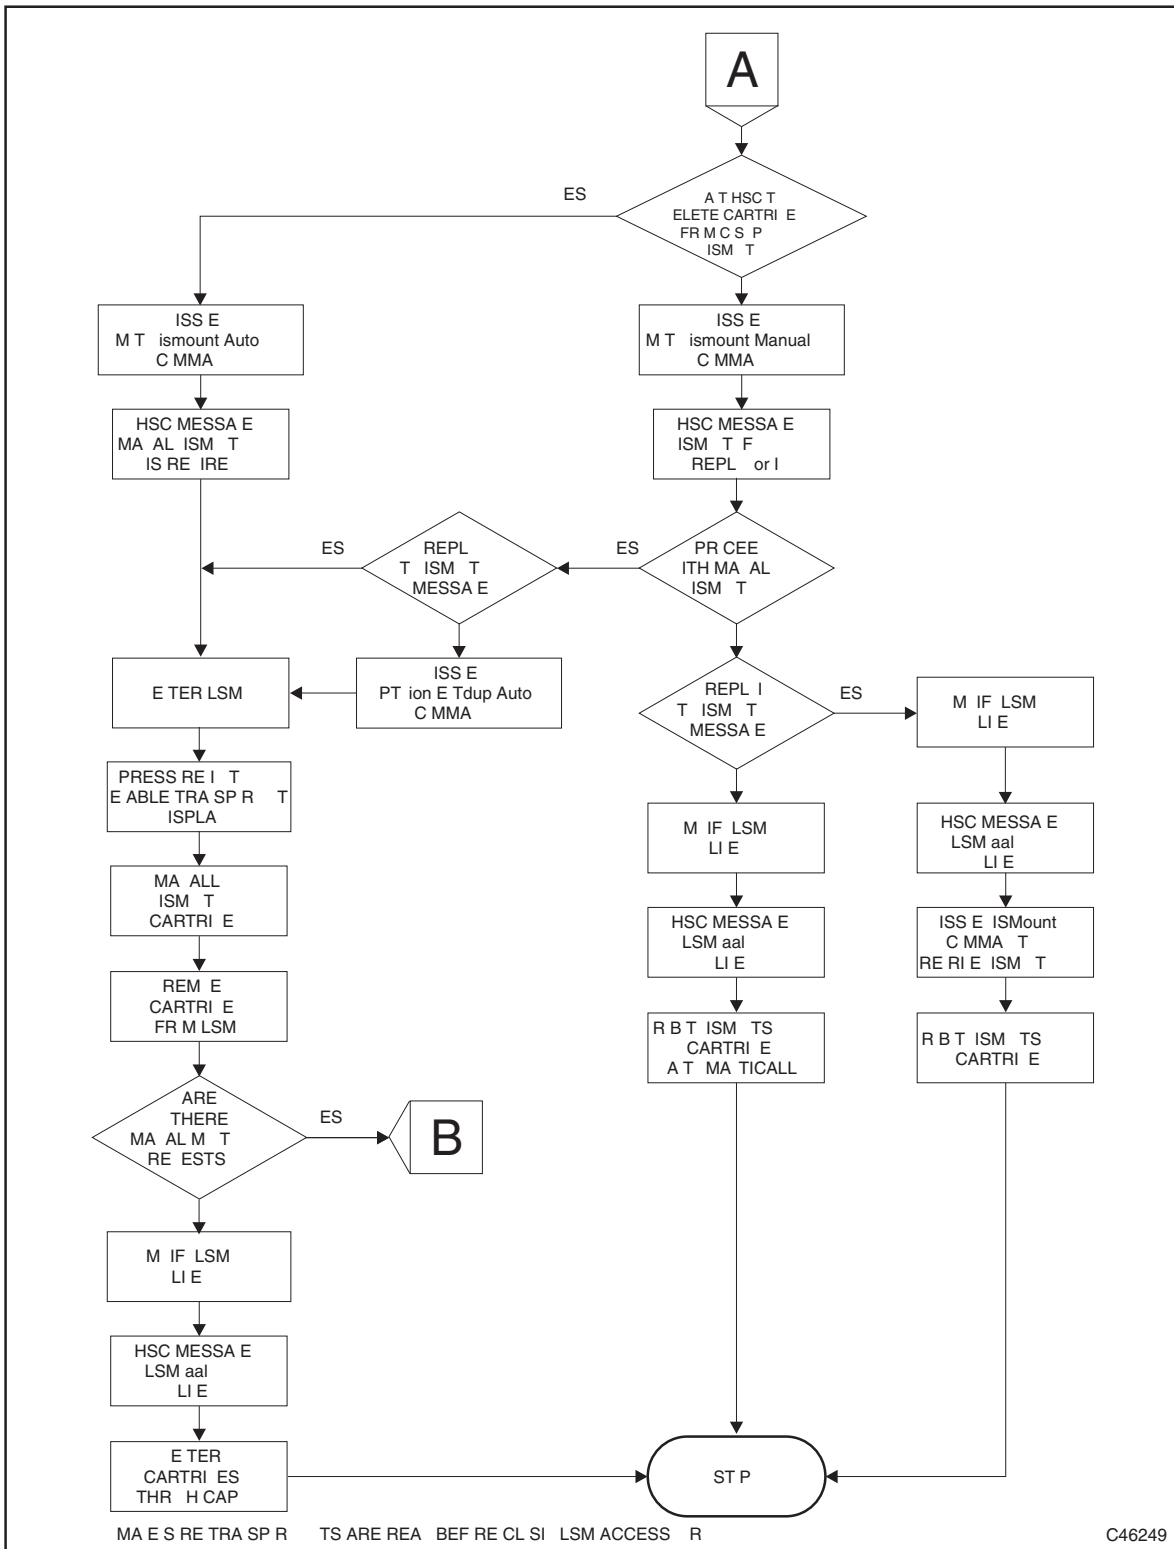 A
ES
A T HSC T
ELETE CARTRI E
FR M C S P
ISM T
ISS E
M T ismount Auto
C MMA
ISS E
M T ismount Manual
C MMA
HSC MESSA E
MA AL ISM T
IS RE IRE
HSC MESSA E
ISM T F
REPL or I
ES
REPL
T ISM T
MESSA E
ES
PR CEE
ITH MA AL
ISM T
E TER LSM
ISS E
PT ion E Tdup Auto
C MMA
REPL I
T ISM T
MESSA E
ES
M IF LSM
LI E
PRESS RE I T
E ABLE TRA SP R T
ISPLA
M IF LSM
LI E
HSC MESSA E
LSM aal
LI E
MA ALL
ISM T
CARTRI E
HSC MESSA E
LSM aal
LI E
ISS E ISMount
C MMA T
RE RI E ISM T
REM E
CARTRI E
FR M LSM
R B T ISM TS
CARTRI E
A T MA TICALL
R B T ISM TS
CARTRI E
ARE
THERE
MA AL M T
RE ESTS
ES
B
M IF LSM
LI E
HSC MESSA E
LSM aal
LI E
E TER
CARTRI ES
THR H CAP
ST P
MA E S RE TRA SP R TS ARE REA BEF RE CL SI LSM ACCESS R
C46249